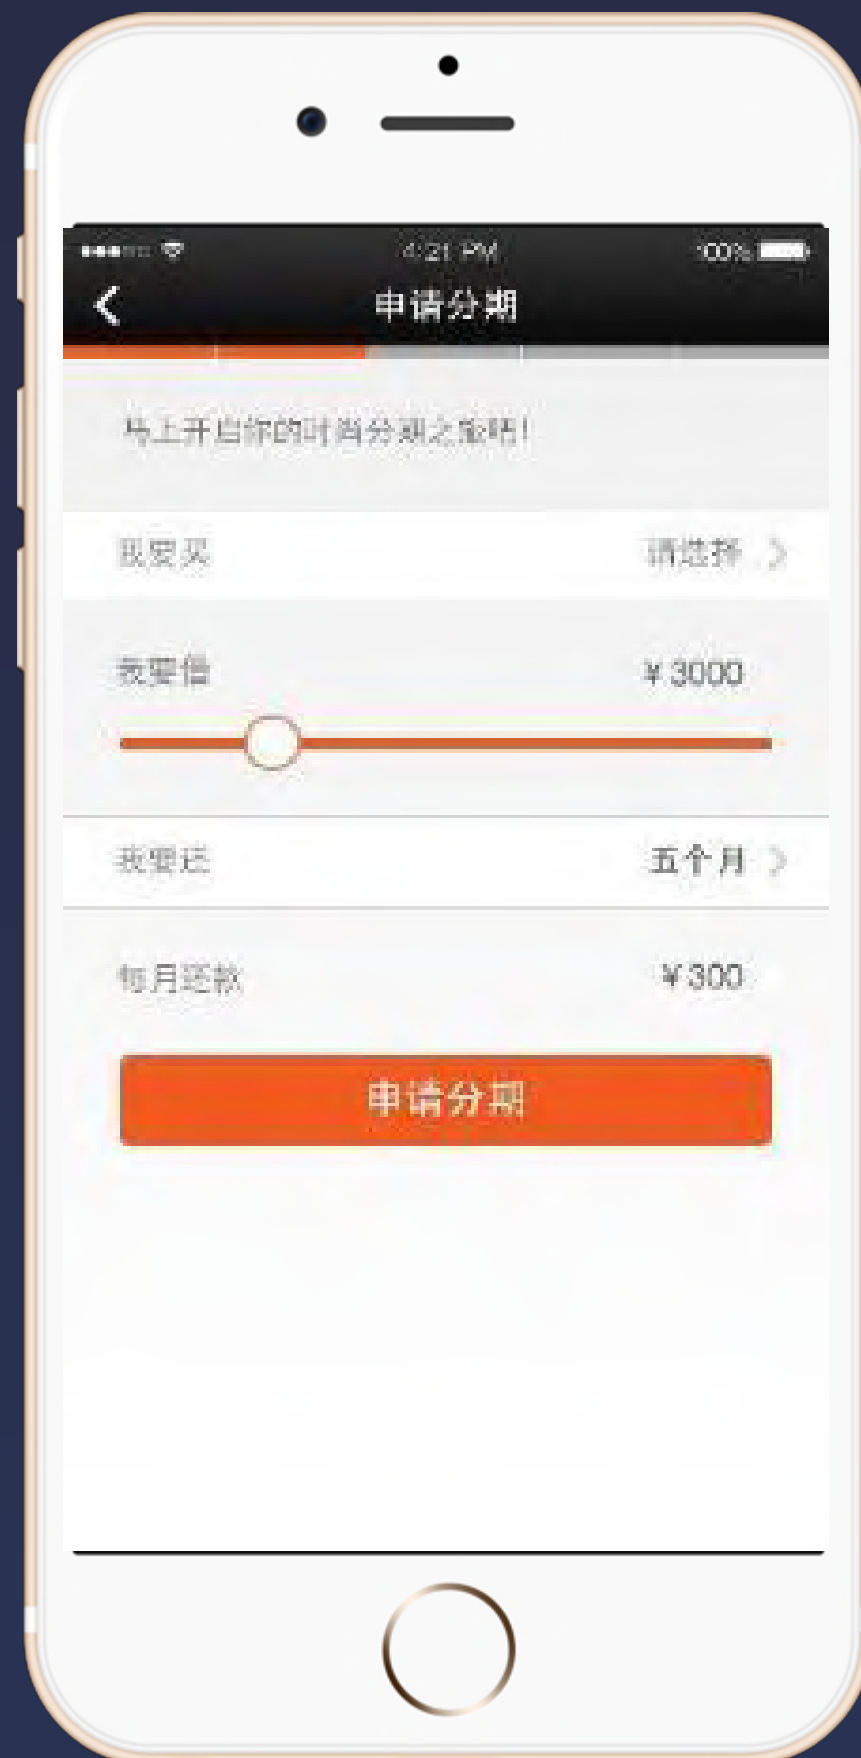 4:21 PM 100%
申请分期
马上开启你的时尚分期之旅吧！
我要买 请选择
我要借 ¥3000
我要还 五个月
每月还款 ¥300
申请分期